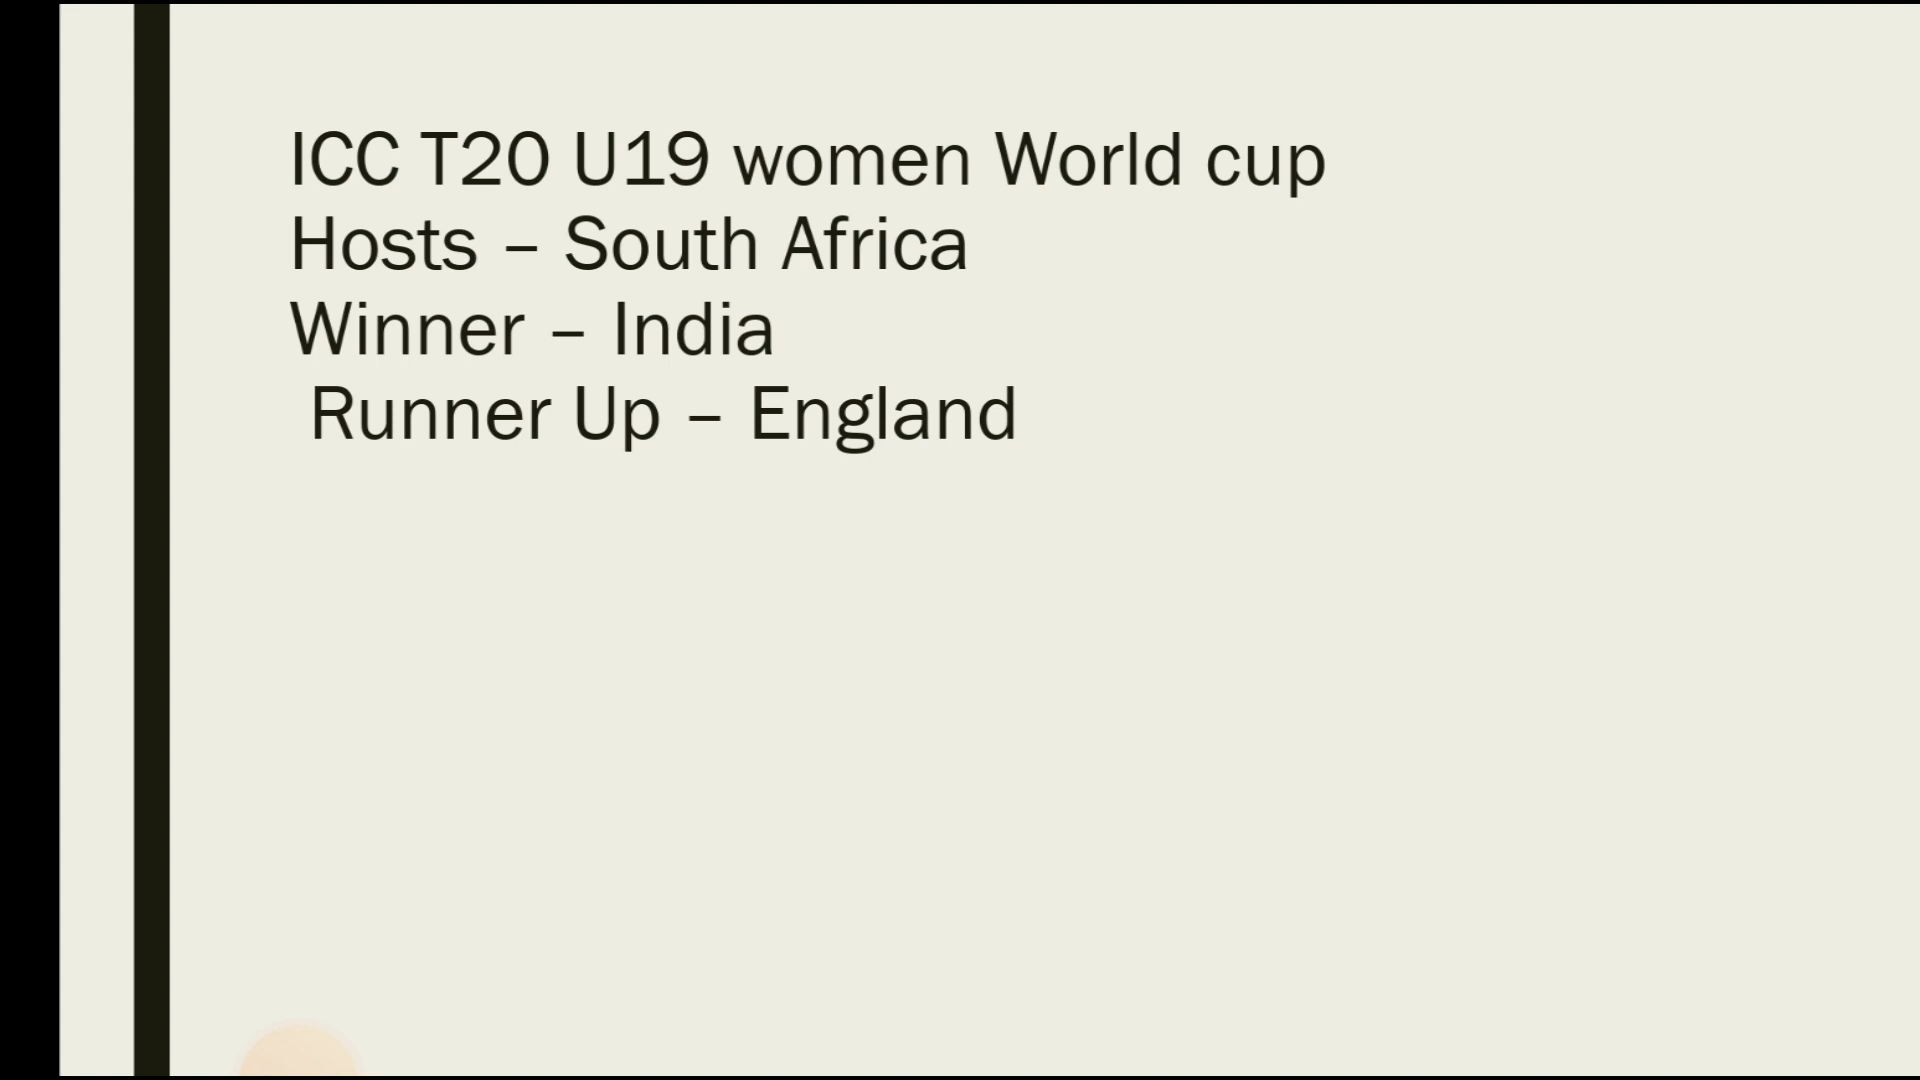 ICC T20 U19 women World cup
Hosts – South Africa
Winner – India
Runner Up – England